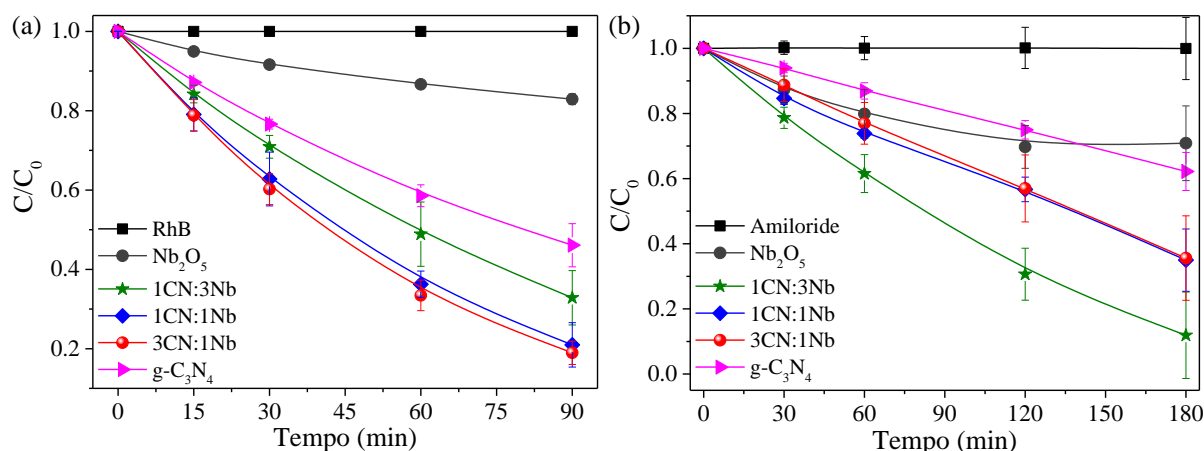 (a)
C/C0
1.0
0.8
0.6
0.4
0.2
RhB
Nb2O5
1CN:3Nb
1CN:1Nb
3CN:1Nb
g-C3N4
0 15 30 45 60 75 90
Tempo (min)
(b)
C/C0
1.0
0.8
0.6
0.4
0.2
0.0
Amiloride
Nb2O5
1CN:3Nb
1CN:1Nb
3CN:1Nb
g-C3N4
0 30 60 90 120 150 180
Tempo (min)